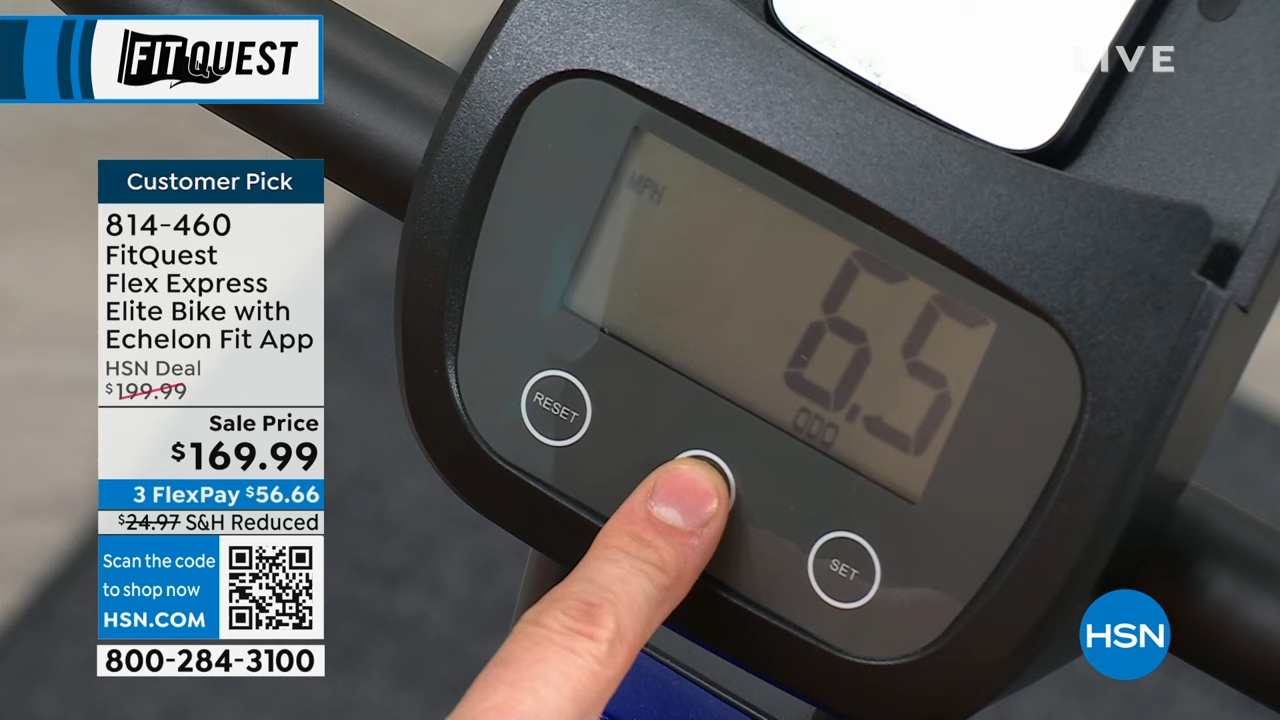 FITQUEST
LIVE
Customer Pick
814-460
FitQuest
Flex Express
Elite Bike with
Echelon Fit App
HSN Deal
$199.99
Sale Price
$169.99
3 FlexPay $56.66
$24.97 S&H Reduced
Scan the code
to shop now
HSN.COM
800-284-3100
MPH
6.5
ODO
RESET
SET
HSN